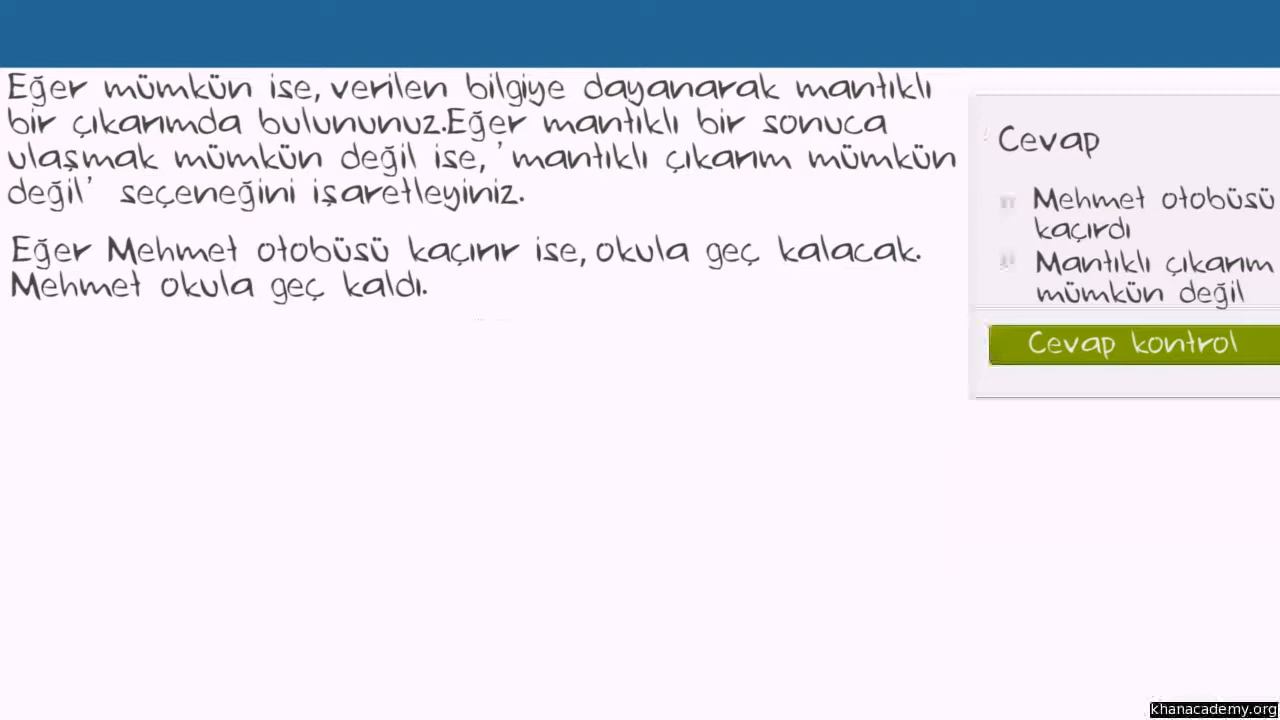 Eğer mümkün ise, verilen bilgiye dayanarak mantıklı
bir çıkarımda bulununuz.Eğer mantıklı bir sonuca
ulaşmak mümkün değil ise, 'mantıklı çıkarım mümkün
değil' seçeneğini işaretleyiniz.
Eğer Mehmet otobüsü kaçırır ise, okula geç kalacak.
Mehmet okula geç kaldı.
Cevap
Mehmet otobüsü
kaçırdı
Mantıklı çıkarım
mümkün değil
Cevap kontrol
khanacademy.org